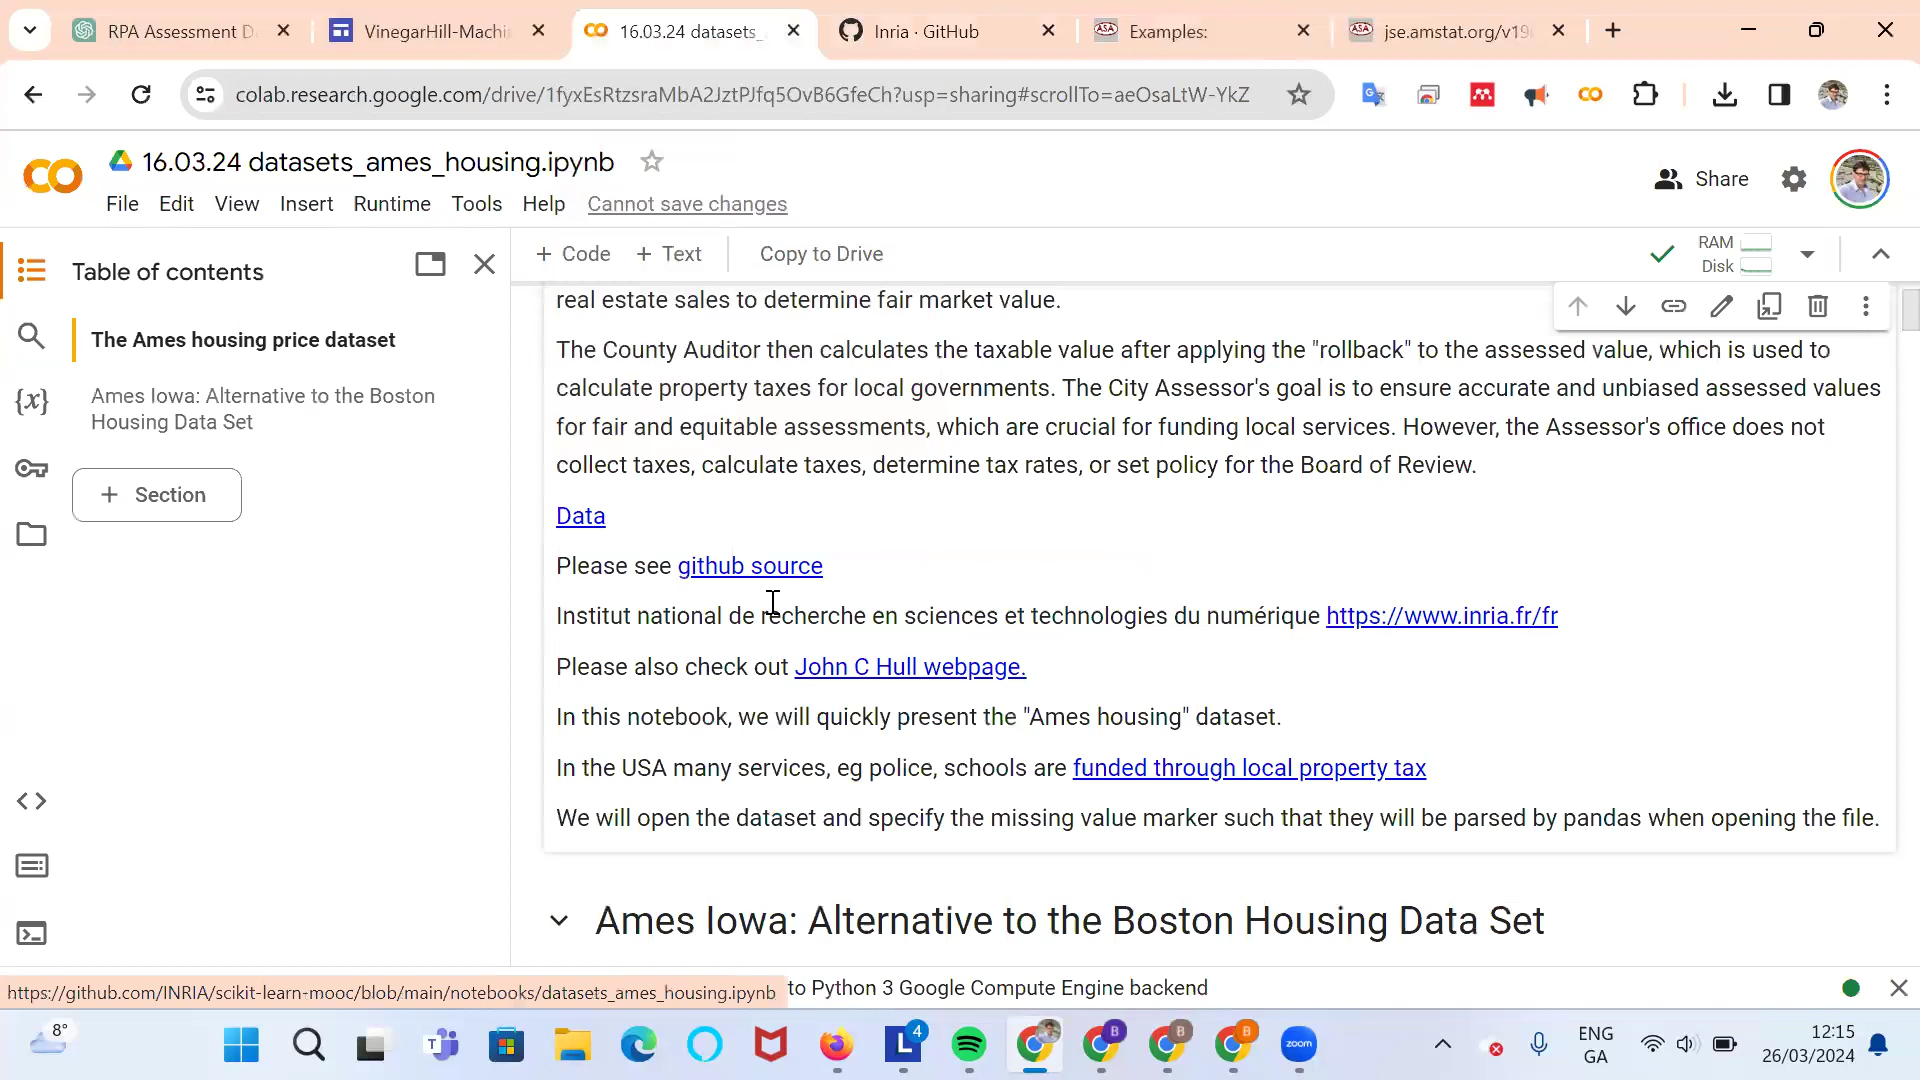 RPA Assessment D
VinegarHill-Machi
16.03.24 datasets_
Inria · GitHub
Examples:
jse.amstat.org/v19
colab.research.google.com/drive/1fyxEsRtzsraMbA2JztPJfq5OvB6GfeCh?usp=sharing#scrollTo=aeOsaLtW-YkZ
16.03.24 datasets_ames_housing.ipynb
Share
File Edit View Insert Runtime Tools Help Cannot save changes
Table of contents
+ Code + Text Copy to Drive
RAM
Disk
The Ames housing price dataset
Ames Iowa: Alternative to the Boston
Housing Data Set
+ Section
real estate sales to determine fair market value.
The County Auditor then calculates the taxable value after applying the "rollback" to the assessed value, which is used to
calculate property taxes for local governments. The City Assessor's goal is to ensure accurate and unbiased assessed values
for fair and equitable assessments, which are crucial for funding local services. However, the Assessor's office does not
collect taxes, calculate taxes, determine tax rates, or set policy for the Board of Review.
Data
Please see github source
Institut national de recherche en sciences et technologies du numérique https://www.inria.fr/fr
Please also check out John C Hull webpage.
In this notebook, we will quickly present the "Ames housing" dataset.
In the USA many services, eg police, schools are funded through local property tax
We will open the dataset and specify the missing value marker such that they will be parsed by pandas when opening the file.
Ames Iowa: Alternative to the Boston Housing Data Set
https://github.com/INRIA/scikit-learn-mooc/blob/main/notebooks/datasets_ames_housing.ipynb
to Python 3 Google Compute Engine backend
8°
4
B
B
B
zoom
ENG
GA
12:15
26/03/2024